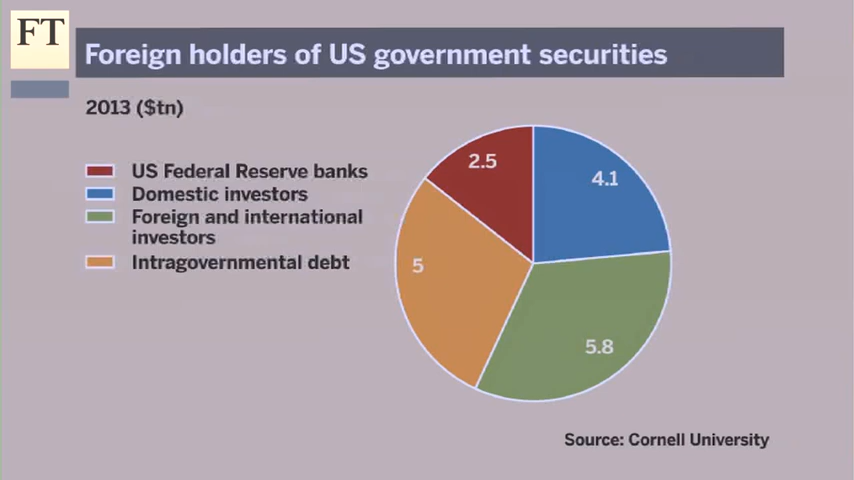 FT
Foreign holders of US government securities
2013 ($tn)
US Federal Reserve banks
Domestic investors
Foreign and international
investors
Intragovernmental debt
2.5
4.1
5
5.8
Source: Cornell University